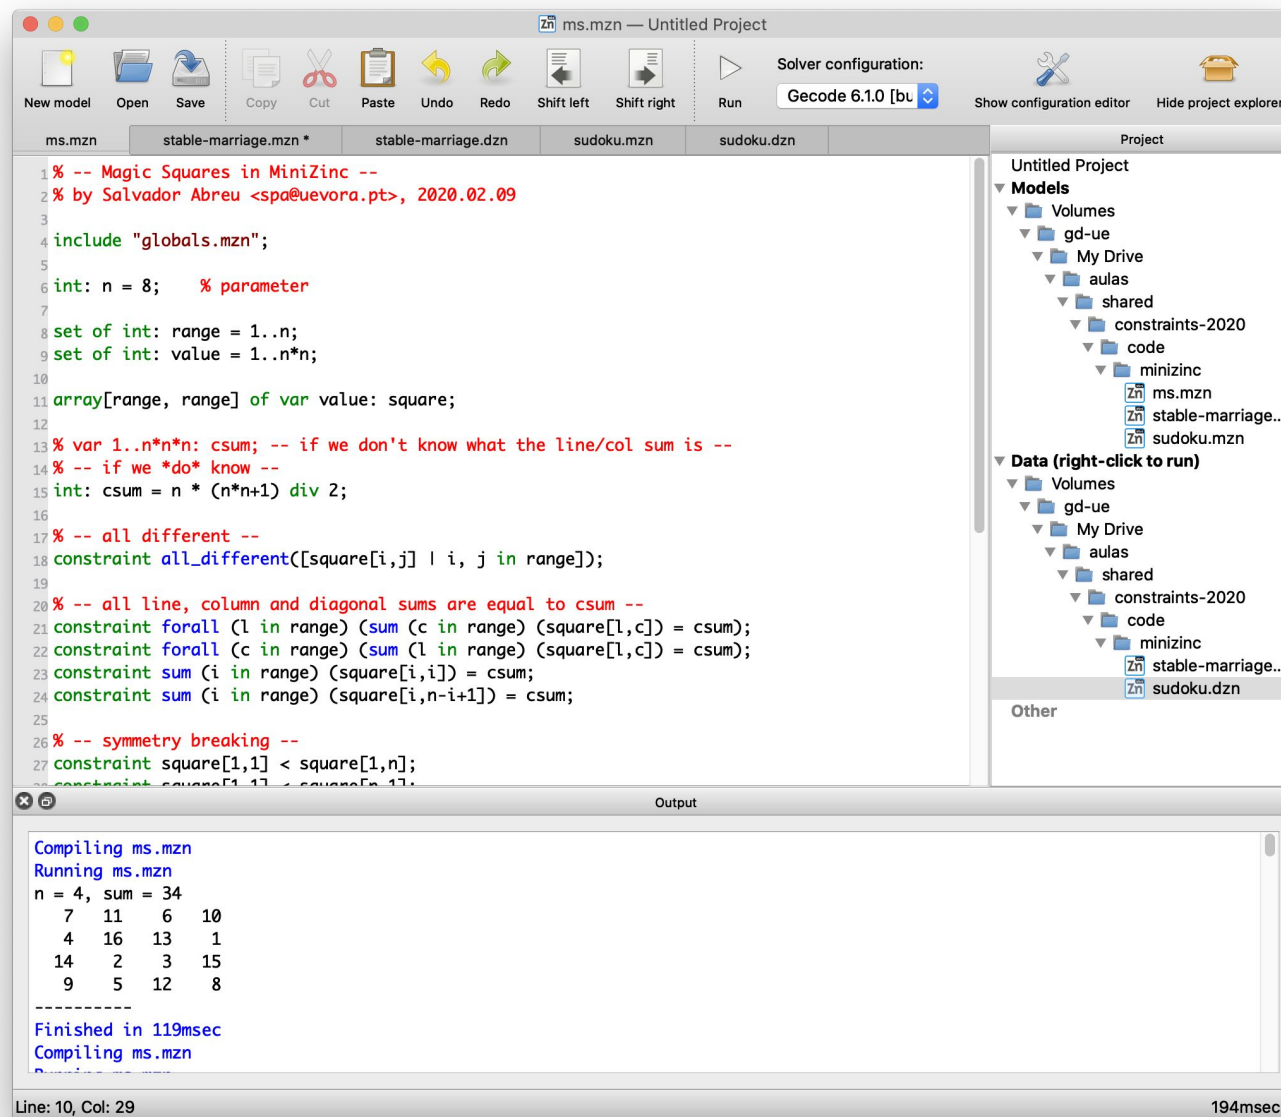 ms.mzn — Untitled Project
New model Open Save Copy Cut Paste Undo Redo Shift left Shift right Run Solver configuration: Gecode 6.1.0 [bu Show configuration editor Hide project explorer
ms.mzn stable-marriage.mzn * stable-marriage.dzn sudoku.mzn sudoku.dzn
1 % -- Magic Squares in MiniZinc --
2 % by Salvador Abreu <spa@uevora.pt>, 2020.02.09
3
4 include "globals.mzn";
5
6 int: n = 8;    % parameter
7
8 set of int: range = 1..n;
9 set of int: value = 1..n*n;
10
11 array[range, range] of var value: square;
12
13 % var 1..n*n*n: csum; -- if we don't know what the line/col sum is --
14 % -- if we *do* know --
15 int: csum = n * (n*n+1) div 2;
16
17 % -- all different --
18 constraint all_different([square[i,j] | i, j in range]);
19
20 % -- all line, column and diagonal sums are equal to csum --
21 constraint forall (l in range) (sum (c in range) (square[l,c]) = csum);
22 constraint forall (c in range) (sum (l in range) (square[l,c]) = csum);
23 constraint sum (i in range) (square[i,i]) = csum;
24 constraint sum (i in range) (square[i,n-i+1]) = csum;
25
26 % -- symmetry breaking --
27 constraint square[1,1] < square[1,n];
28 constraint square[1,1] < square[n,1];
Project
Untitled Project
Models
Volumes
gd-ue
My Drive
aulas
shared
constraints-2020
code
minizinc
ms.mzn
stable-marriage..
sudoku.mzn
Data (right-click to run)
Volumes
gd-ue
My Drive
aulas
shared
constraints-2020
code
minizinc
stable-marriage..
sudoku.dzn
Other
Output
Compiling ms.mzn
Running ms.mzn
n = 4, sum = 34
7 11 6 10
4 16 13 1
14 2 3 15
9 5 12 8
----------
Finished in 119msec
Compiling ms.mzn
Running ms.mzn
Line: 10, Col: 29
194msec